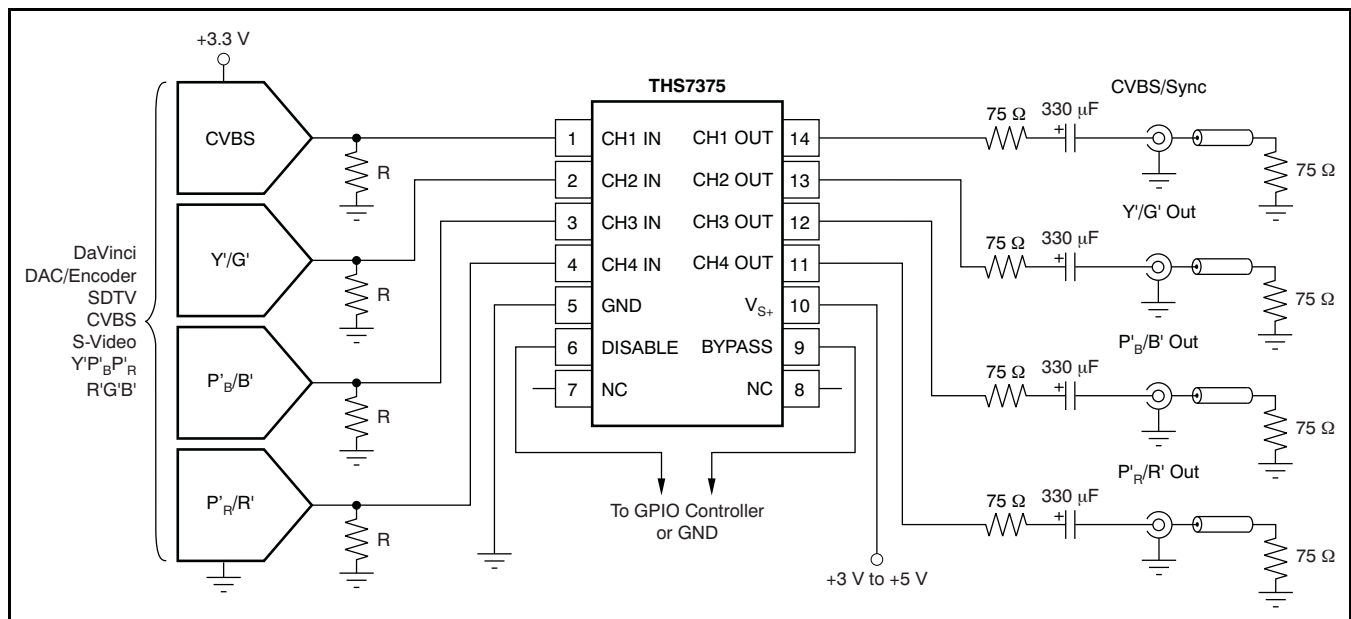 +3.3 V
CVBS
R
Y'/G'
R
P'B/B'
R
P'R/R'
R
DaVinci
DAC/Encoder
SDTV
CVBS
S-Video
Y'P'BP'R
R'G'B'
THS7375
1 CH1 IN CH1 OUT 14
2 CH2 IN CH2 OUT 13
3 CH3 IN CH3 OUT 12
4 CH4 IN CH4 OUT 11
5 GND VS+ 10
6 DISABLE BYPASS 9
7 NC NC 8
To GPIO Controller
or GND
+3 V to +5 V
CVBS/Sync
75 Ω 330 μF
75 Ω
Y'/G' Out
75 Ω 330 μF
75 Ω
P'B/B' Out
75 Ω 330 μF
75 Ω
P'R/R' Out
75 Ω 330 μF
75 Ω
+
+
+
+